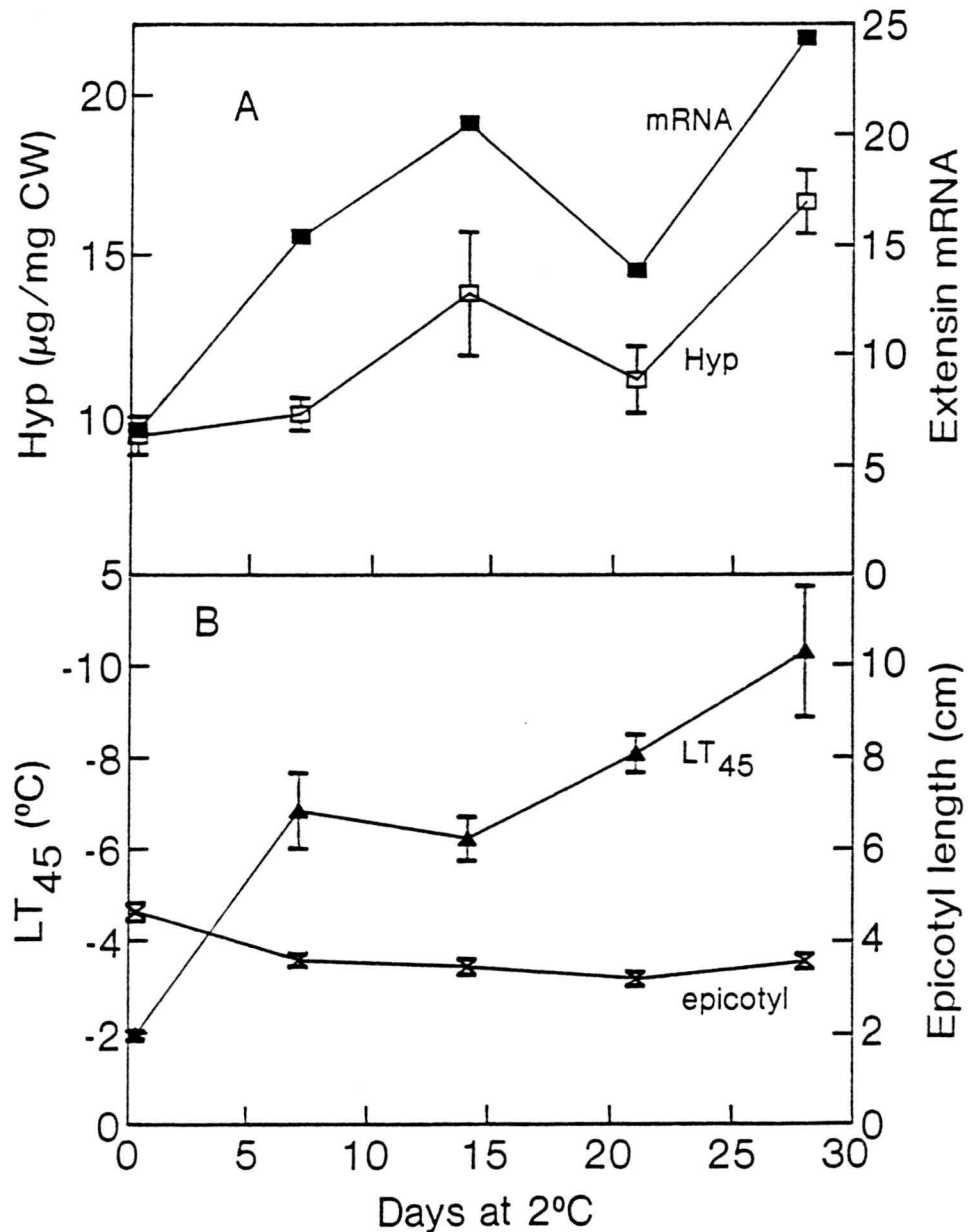 A
mRNA
Hyp
Hyp (µg/mg CW)
20
15
10
5
Extensin mRNA
25
20
15
10
5
0
B
LT45
epicotyl
LT45 (ºC)
-10
-8
-6
-4
-2
0
Epicotyl length (cm)
10
8
6
4
2
0
0 5 10 15 20 25 30
Days at 2ºC